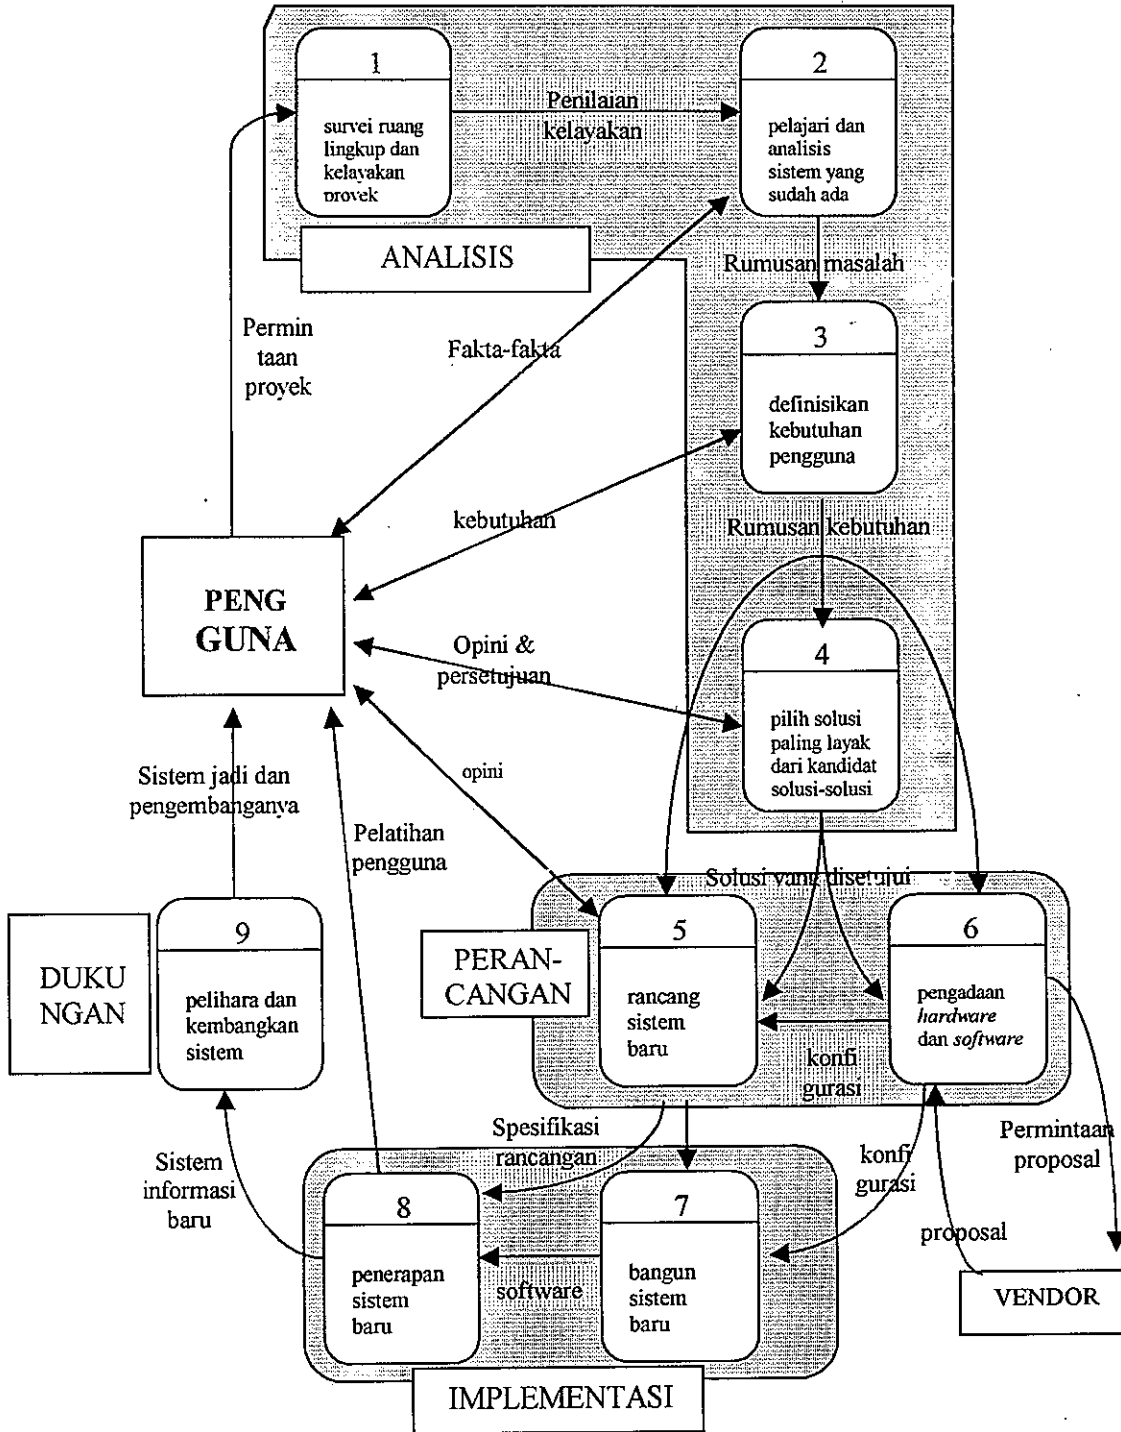 1
survei ruang
lingkup dan
kelayakan
proyek
Penilaian
kelayakan
2
pelajari dan
analisis
sistem yang
sudah ada
ANALISIS
Rumusan masalah
Permin
taan
proyek
Fakta-fakta
3
definisikan
kebutuhan
pengguna
kebutuhan
Rumusan kebutuhan
PENG
GUNA
Opini &
persetujuan
4
pilih solusi
paling layak
dari kandidat
solusi-solusi
opini
Sistem jadi dan
pengembanganya
Pelatihan
pengguna
Solusi yang disetujui
DUKU
NGAN
9
pelihara dan
kembangkan
sistem
PERAN-
CANGAN
5
rancang
sistem
baru
6
pengadaan
hardware
dan software
konfi
gurasi
Spesifikasi
rancangan
konfi
gurasi
Permintaan
proposal
Sistem
informasi
baru
8
penerapan
sistem
baru
software
7
bangun
sistem
baru
proposal
VENDOR
IMPLEMENTASI